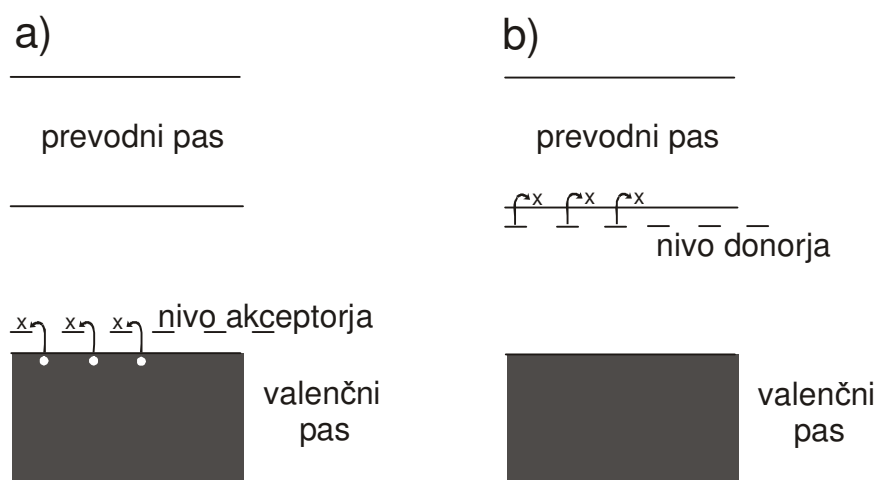 a)
prevodni pas
x x x nivo akceptorja
valenčni
pas
b)
prevodni pas
x x x
nivo donorja
valenčni
pas